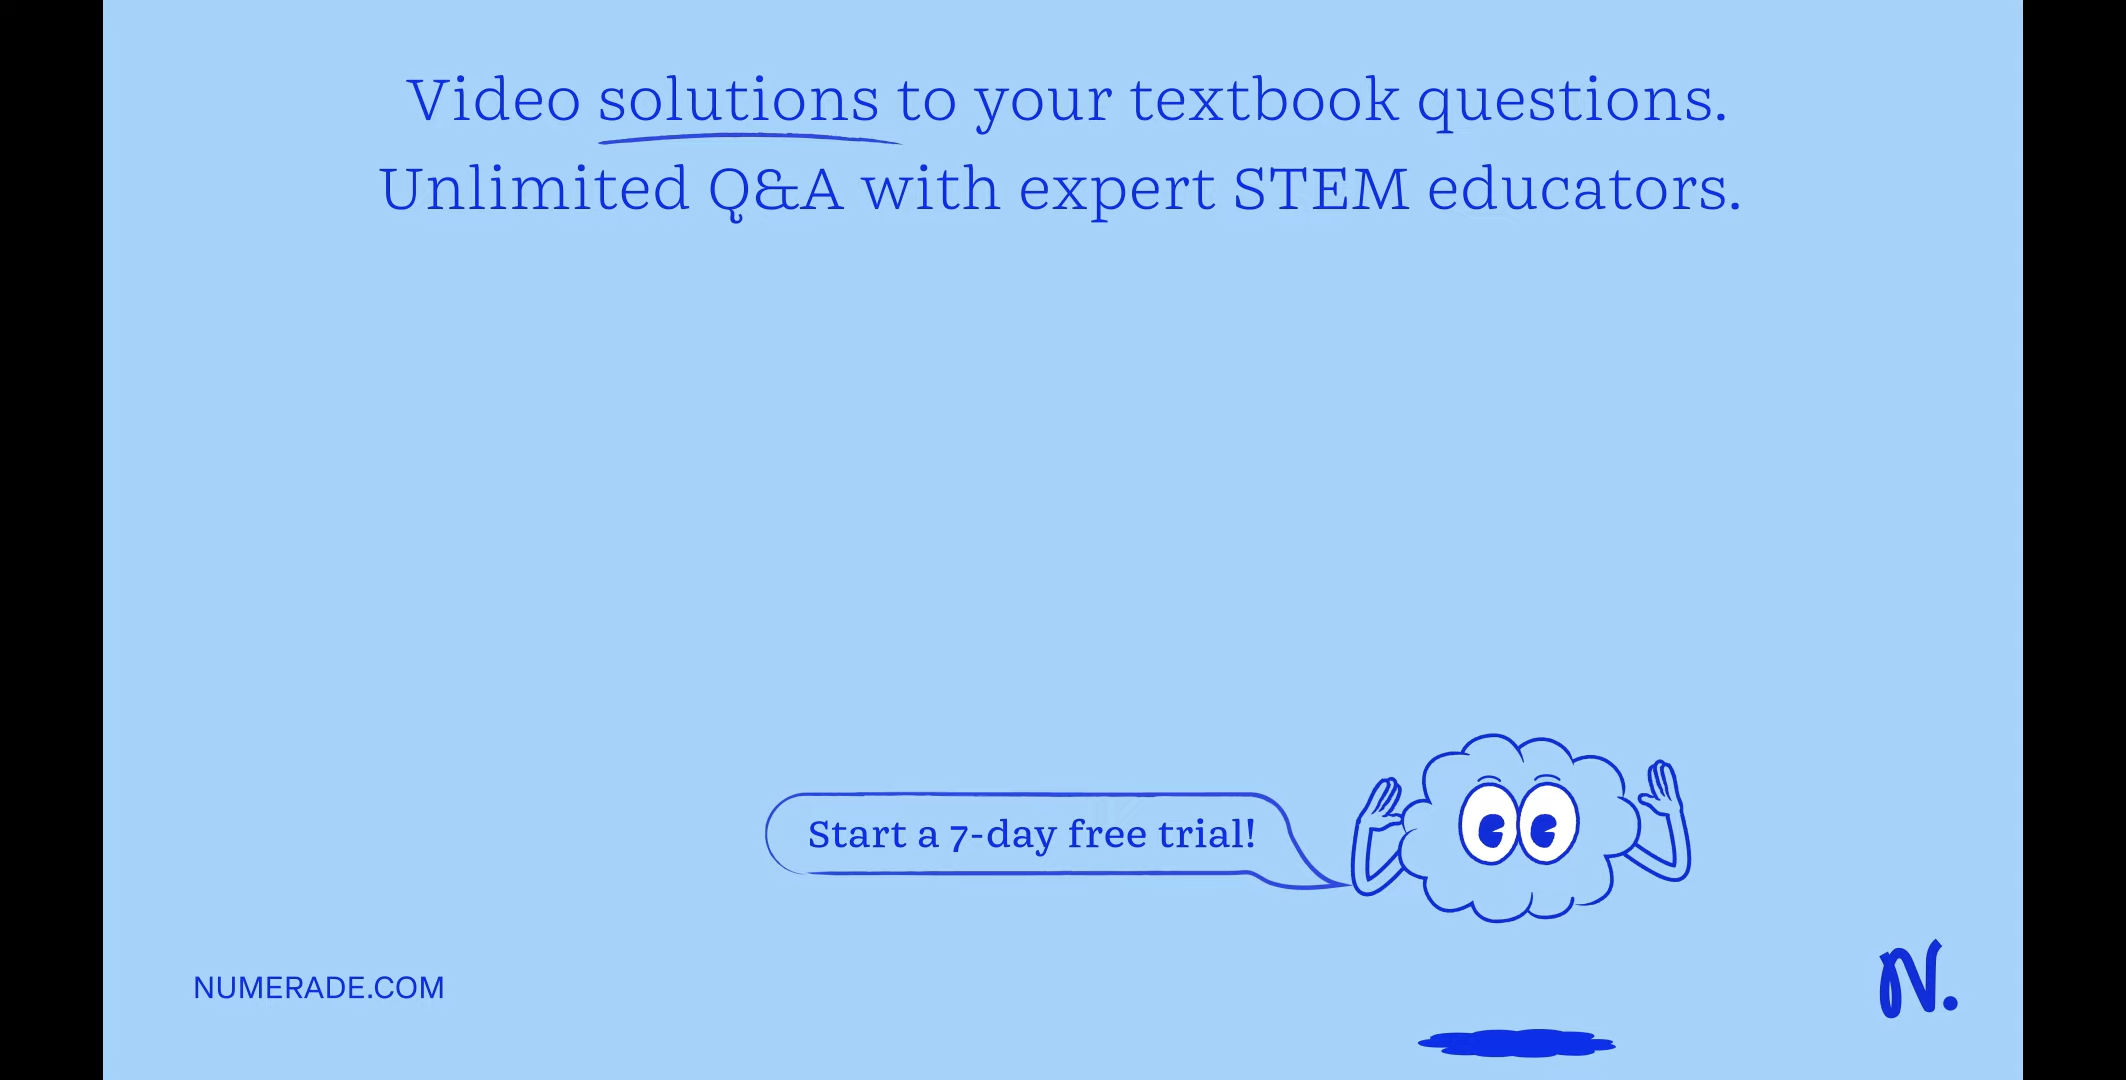 Video solutions to your textbook questions.
Unlimited Q&A with expert STEM educators.
Start a 7-day free trial!
NUMERADE.COM
N.